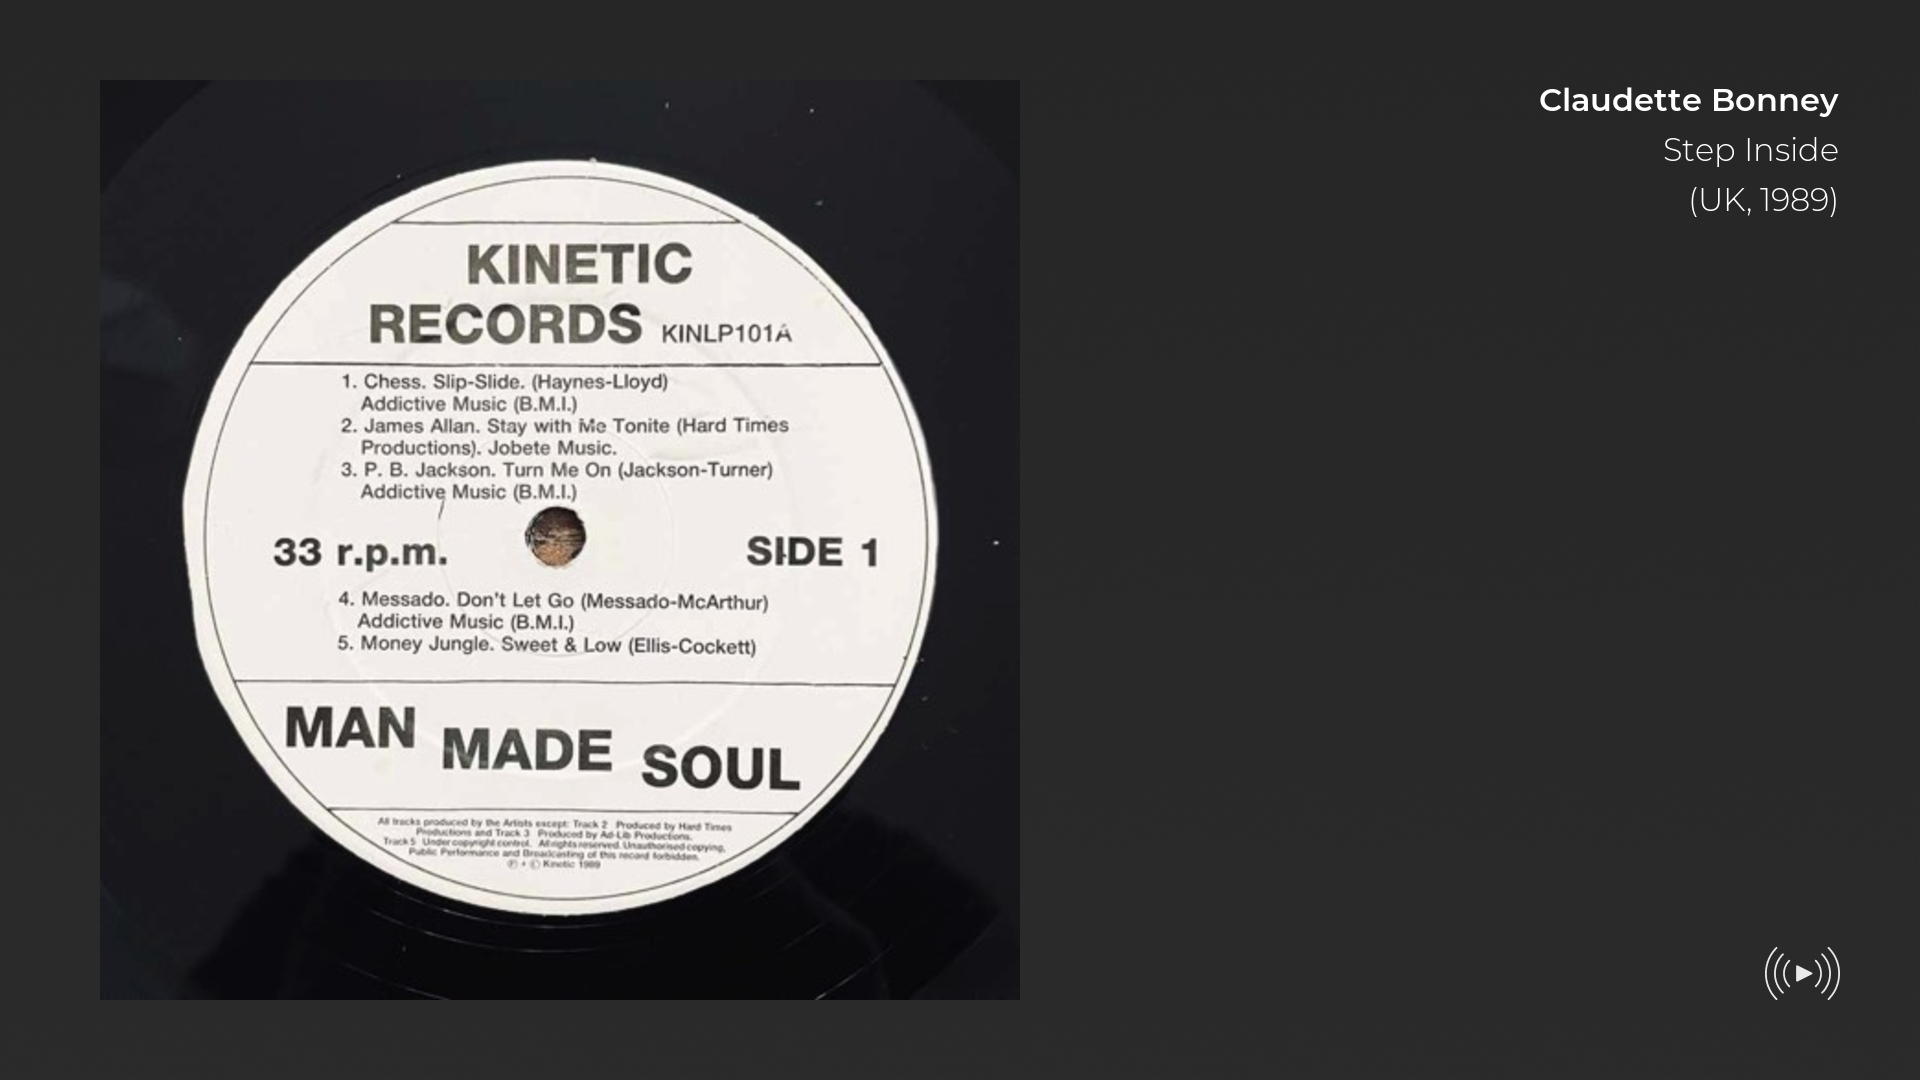 Claudette Bonney
Step Inside
(UK, 1989)
KINETIC
RECORDS KINLP101A
1. Chess. Slip-Slide. (Haynes-Lloyd)
Addictive Music (B.M.I.)
2. James Allan. Stay with Me Tonite (Hard Times
Productions). Jobete Music.
3. P. B. Jackson. Turn Me On (Jackson-Turner)
Addictive Music (B.M.I.)
33 r.p.m. SIDE 1
4. Messado. Don't Let Go (Messado-McArthur)
Addictive Music (B.M.I.)
5. Money Jungle. Sweet & Low (Ellis-Cockett)
MAN MADE SOUL
All tracks produced by the Artists except: Track 2 Produced by Hard Times
Productions and Track 3 Produced by Ad-Lib Productions.
Track 5 Under copyright control. All rights reserved. Unauthorised copying,
Public Performance and Broadcasting of this record forbidden.
Ⓟ + Ⓒ Kinetic 1989